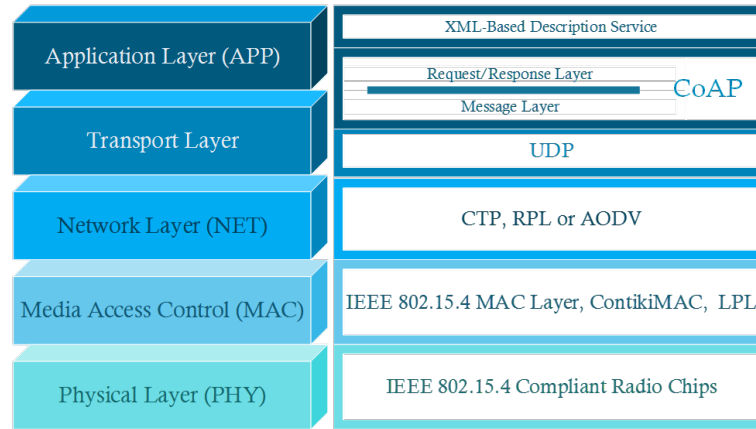 Application Layer (APP)
XML-Based Description Service
Request/Response Layer
CoAP
Message Layer
Transport Layer
UDP
Network Layer (NET)
CTP, RPL or AODV
Media Access Control (MAC)
IEEE 802.15.4 MAC Layer, ContikiMAC, LPL
Physical Layer (PHY)
IEEE 802.15.4 Compliant Radio Chips